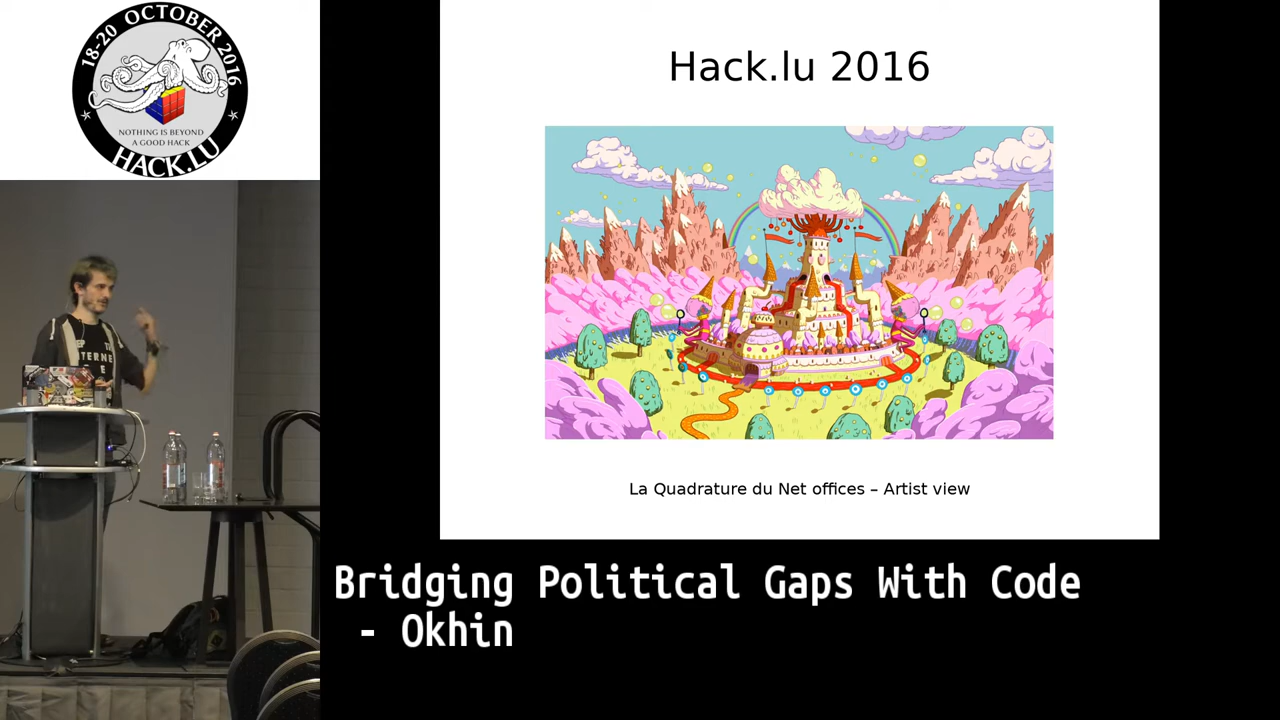 18-20 OCTOBER 2016
NOTHING IS BEYOND
A GOOD HACK
HACK.LU
Hack.lu 2016
La Quadrature du Net offices – Artist view
Bridging Political Gaps With Code
- Okhin